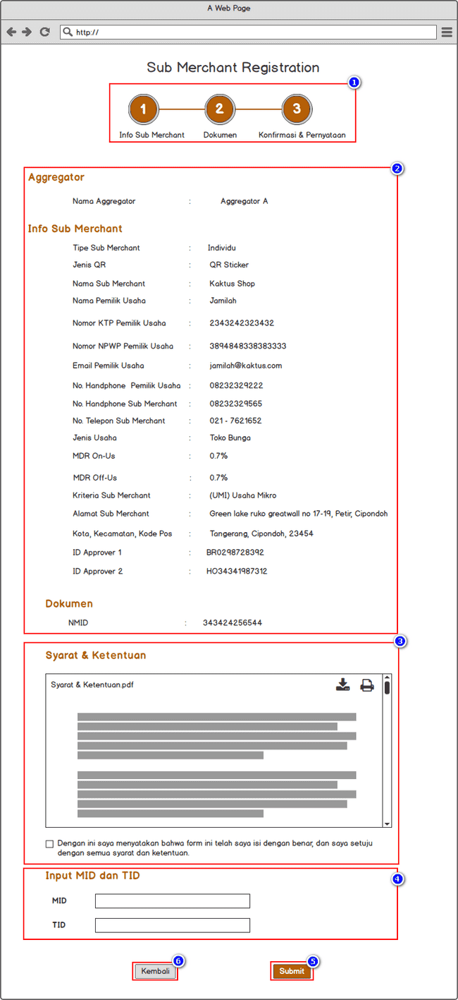 A Web Page
http://
Sub Merchant Registration
1
1 2 3
Info Sub Merchant Dokumen Konfirmasi & Pernyataan
2
Aggregator
Nama Aggregator : Aggregator A
Info Sub Merchant
Tipe Sub Merchant : Individu
Jenis QR : QR Sticker
Nama Sub Merchant : Kaktus Shop
Nama Pemilik Usaha : Jamilah
Nomor KTP Pemilik Usaha : 2343242323432
Nomor NPWP Pemilik Usaha : 3894848338383333
Email Pemilik Usaha : jamilah@kaktus.com
No. Handphone Pemilik Usaha : 08232329222
No. Handphone Sub Merchant : 08232329565
No. Telepon Sub Merchant : 021 - 7621652
Jenis Usaha : Toko Bunga
MDR On-Us : 0.7%
MDR Off-Us : 0.7%
Kriteria Sub Merchant : (UMI) Usaha Mikro
Alamat Sub Merchant : Green lake ruko greatwall no 17-19, Petir, Cipondoh
Kota, Kecamatan, Kode Pos : Tangerang, Cipondoh, 23454
ID Approver 1 : BR0298728392
ID Approver 2 : HO34341987312
Dokumen
NMID : 343424256544
3
Syarat & Ketentuan
Syarat & Ketentuan.pdf
Dengan ini saya menyatakan bahwa form ini telah saya isi dengan benar, dan saya setuju
dengan semua syarat dan ketentuan.
4
Input MID dan TID
MID
TID
6 5
Kembali Submit